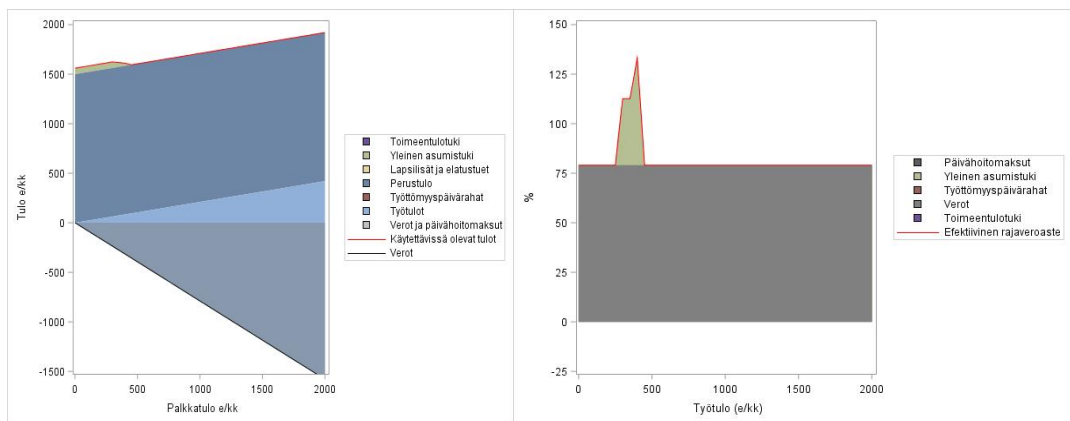 2000
1500
1000
500
0
-500
-1000
-1500
Tulo e/kk
0 500 1000 1500 2000
Palkkatulo e/kk
Toimeentulotuki
Yleinen asumistuki
Lapsilisät ja elatustuet
Perustulo
Työttömyyspäivärahat
Työtulot
Verot ja päivähoitomaksut
Käytettävissä olevat tulot
Verot
150
125
100
75
50
25
0
-25
%
0 500 1000 1500 2000
Työtulo (e/kk)
Päivähoitomaksut
Yleinen asumistuki
Työttömyyspäivärahat
Verot
Toimeentulotuki
Efektiivinen rajaveroaste